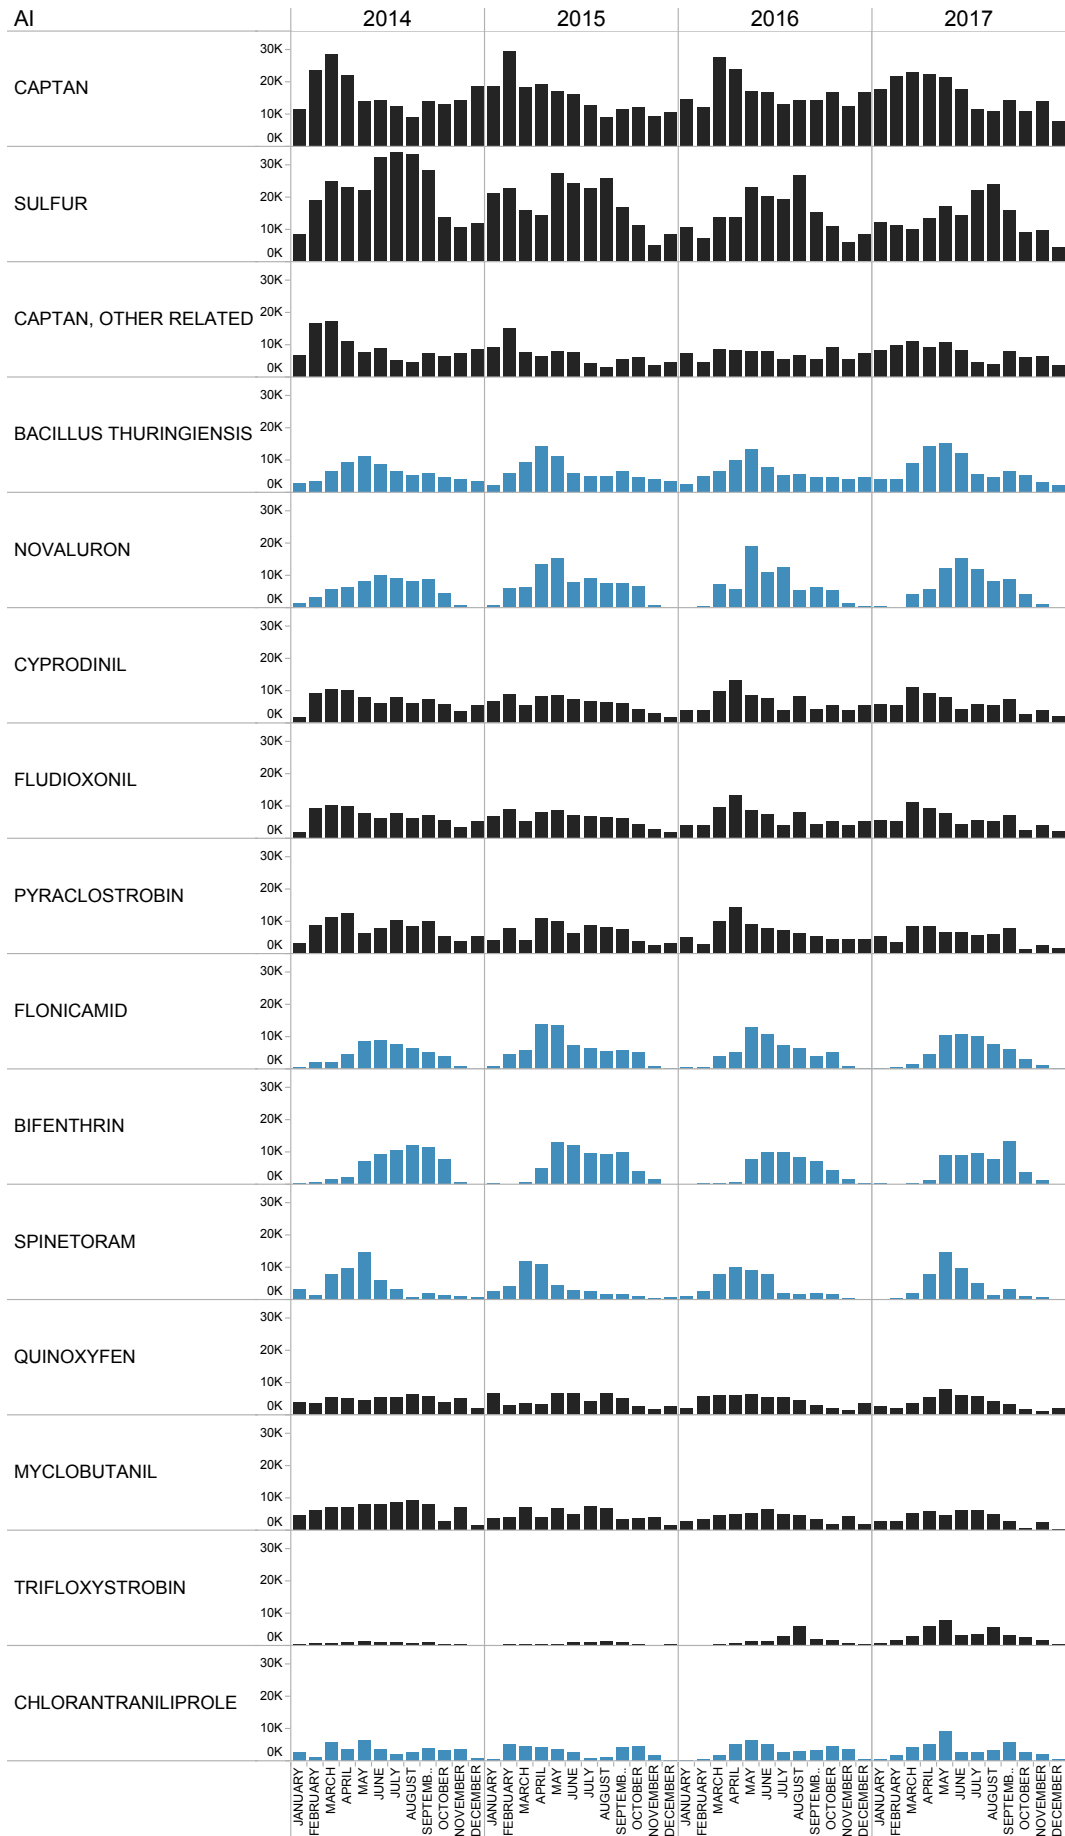 AI 2014 2015 2016 2017
30K
20K
CAPTAN
10K
0K
30K
20K
SULFUR
10K
0K
30K
20K
CAPTAN, OTHER RELATED
10K
0K
30K
20K
BACILLUS THURINGIENSIS
10K
0K
30K
20K
NOVALURON
10K
0K
30K
20K
CYPRODINIL
10K
0K
30K
20K
FLUDIOXONIL
10K
0K
30K
20K
PYRACLOSTROBIN
10K
0K
30K
20K
FLONICAMID
10K
0K
30K
20K
BIFENTHRIN
10K
0K
30K
20K
SPINETORAM
10K
0K
30K
20K
QUINOXYFEN
10K
0K
30K
20K
MYCLOBUTANIL
10K
0K
30K
20K
TRIFLOXYSTROBIN
10K
0K
30K
20K
CHLORANTRANILIPROLE
10K
0K
JANUARY
FEBRUARY
MARCH
APRIL
MAY
JUNE
JULY
AUGUST
SEPTEMB..
OCTOBER
NOVEMBER
DECEMBER
JANUARY
FEBRUARY
MARCH
APRIL
MAY
JUNE
JULY
AUGUST
SEPTEMB..
OCTOBER
NOVEMBER
DECEMBER
JANUARY
FEBRUARY
MARCH
APRIL
MAY
JUNE
JULY
AUGUST
SEPTEMB..
OCTOBER
NOVEMBER
DECEMBER
JANUARY
FEBRUARY
MARCH
APRIL
MAY
JUNE
JULY
AUGUST
SEPTEMB..
OCTOBER
NOVEMBER
DECEMBER